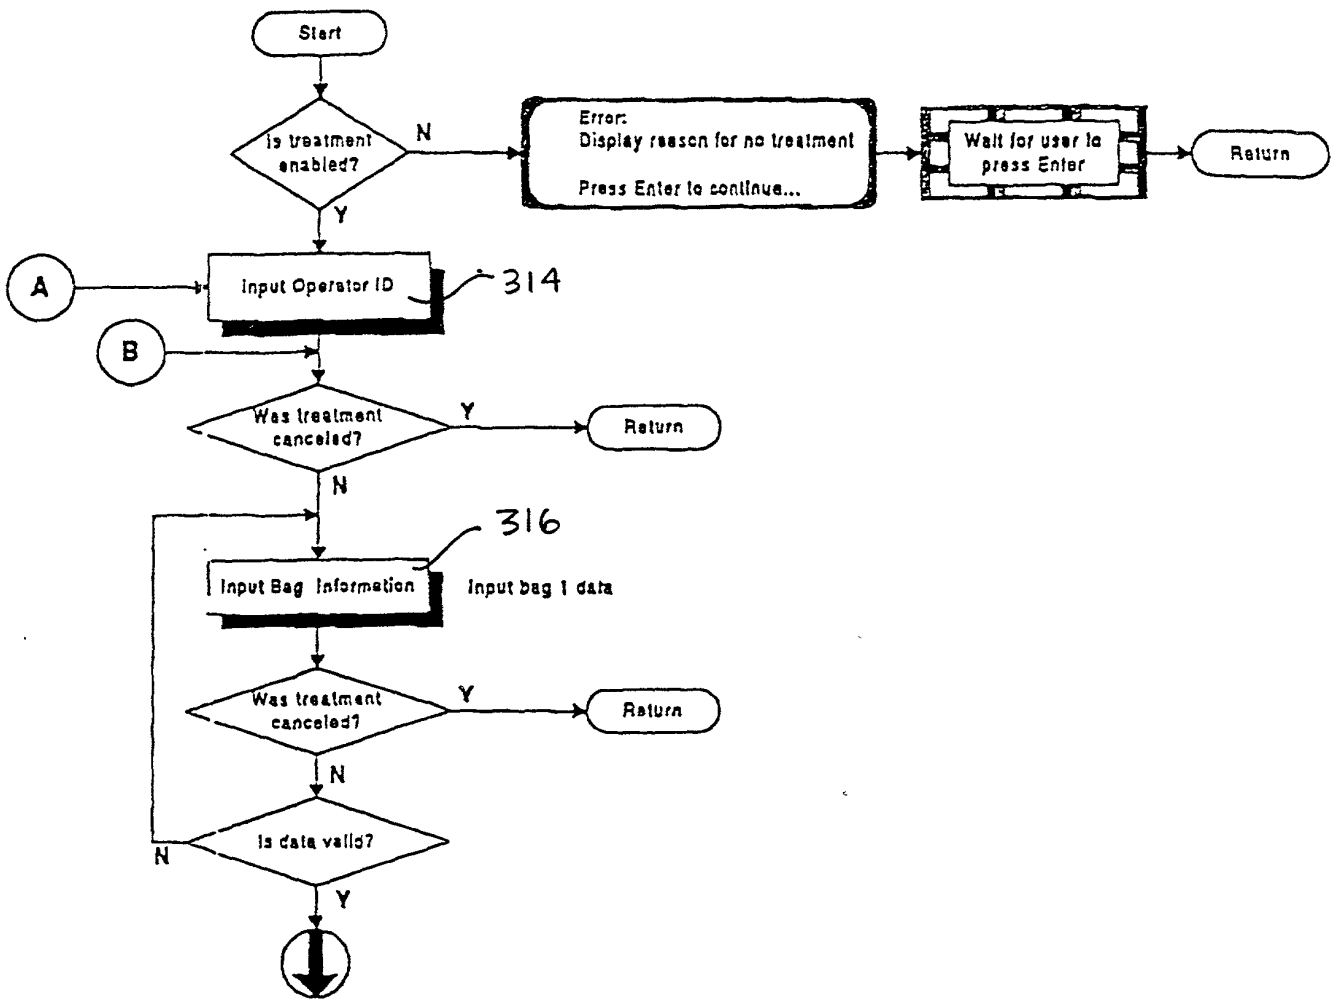 Start
Is treatment
enabled?
N
Error:
Display reason for no treatment
Press Enter to continue...
Wait for user to
press Enter
Return
Y
A
Input Operator ID
314
B
Was treatment
canceled?
Y
Return
N
316
Input Bag Information
Input bag 1 data
Was treatment
canceled?
Y
Return
N
Is data valid?
N
Y